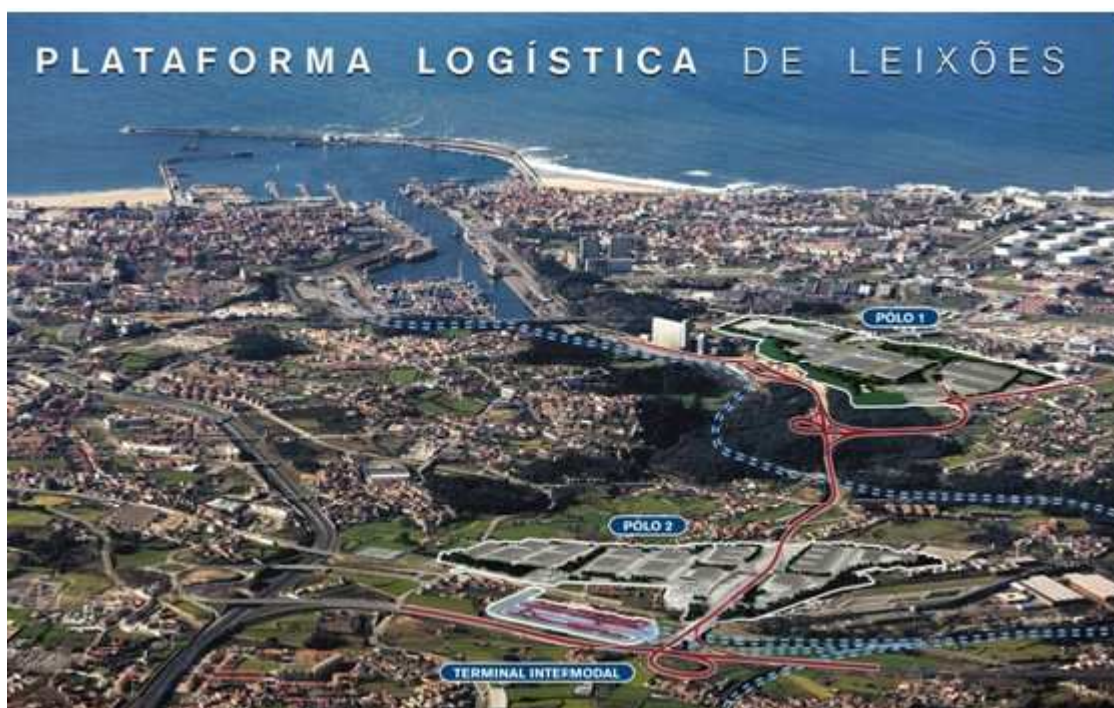 PLATAFORMA LOGÍSTICA DE LEIXÕES
PÓLO 1
PÓLO 2
TERMINAL INTERMODAL